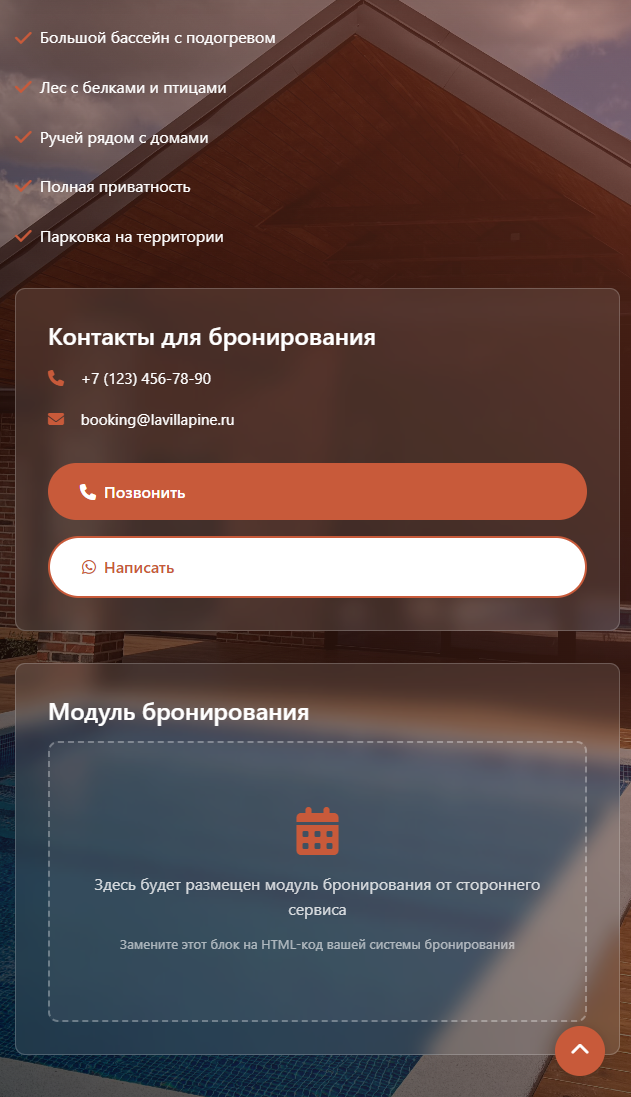 Большой бассейн с подогревом
Лес с белками и птицами
Ручей рядом с домами
Полная приватность
Парковка на территории
Контакты для бронирования
+7 (123) 456-78-90
booking@lavillapine.ru
Позвонить
Написать
Модуль бронирования
Здесь будет размещен модуль бронирования от стороннего
сервиса
Замените этот блок на HTML-код вашей системы бронирования